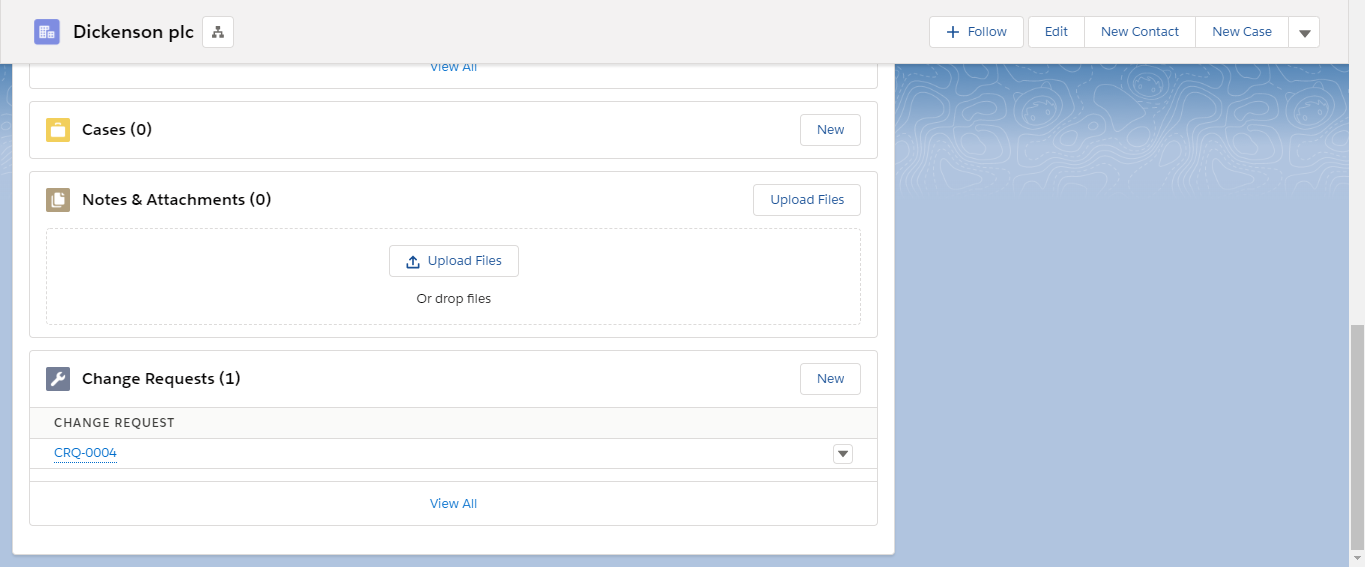 Dickenson plc
Follow
Edit
New Contact
New Case
View All
Cases (0)
New
Notes & Attachments (0)
Upload Files
Upload Files
Or drop files
Change Requests (1)
New
CHANGE REQUEST
CRQ-0004
View All